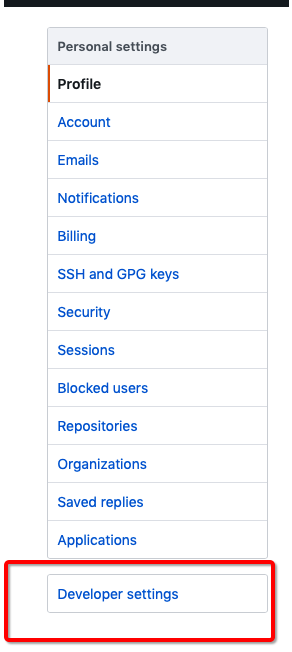 Personal settings
Profile
Account
Emails
Notifications
Billing
SSH and GPG keys
Security
Sessions
Blocked users
Repositories
Organizations
Saved replies
Applications
Developer settings